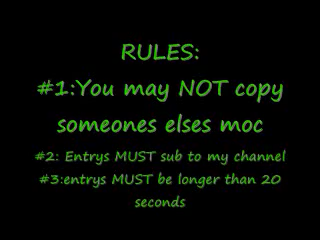 RULES:
#1:You may NOT copy
someones elses moc
#2: Entrys MUST sub to my channel
#3:entrys MUST be longer than 20
seconds